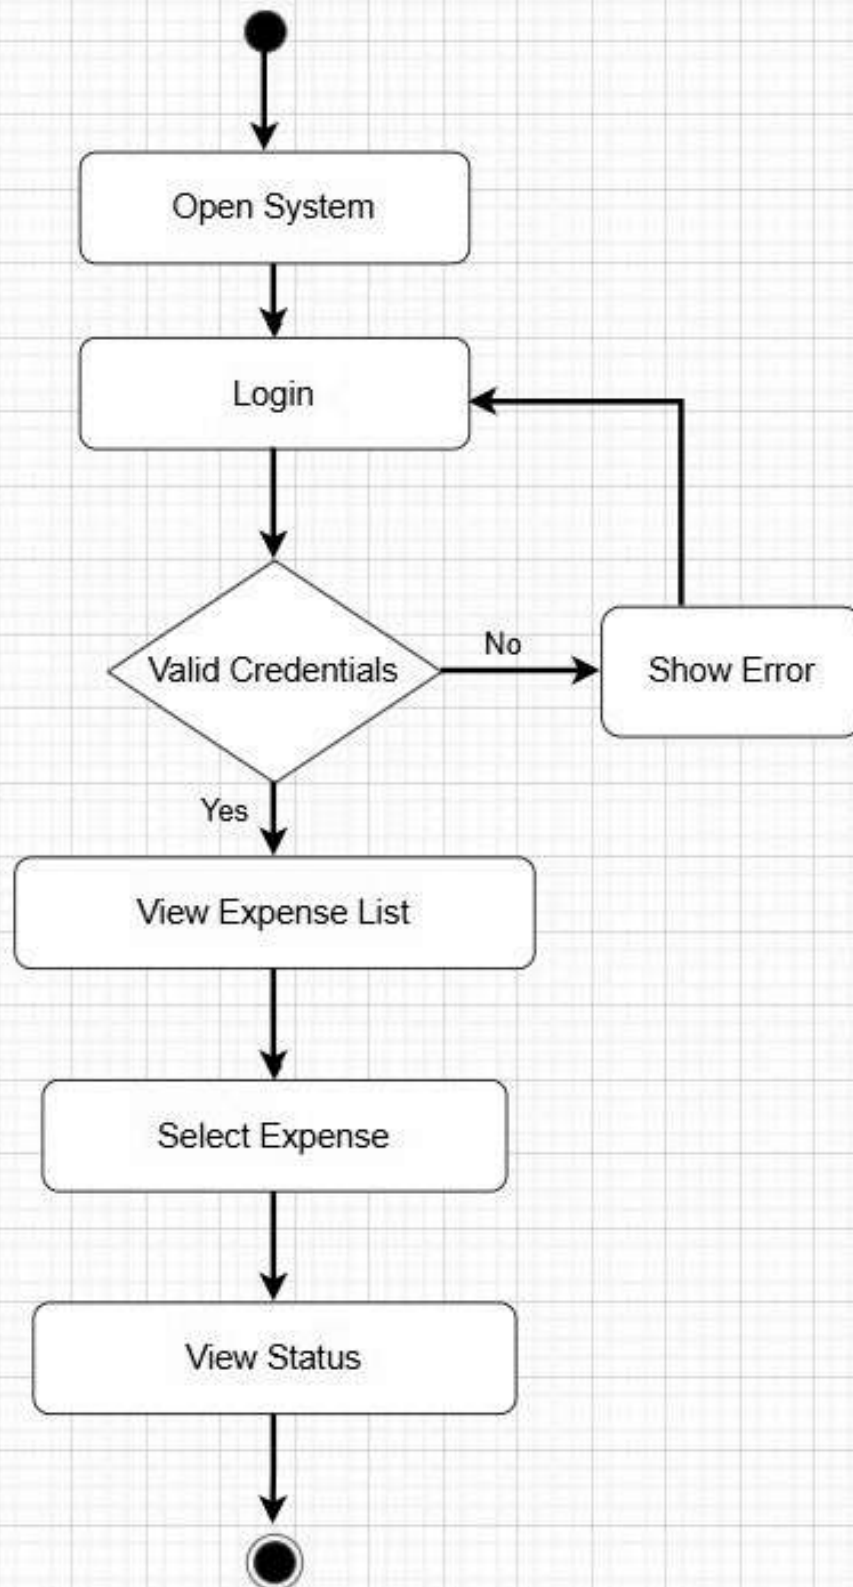 Open System
Login
Valid Credentials
No
Show Error
Yes
View Expense List
Select Expense
View Status